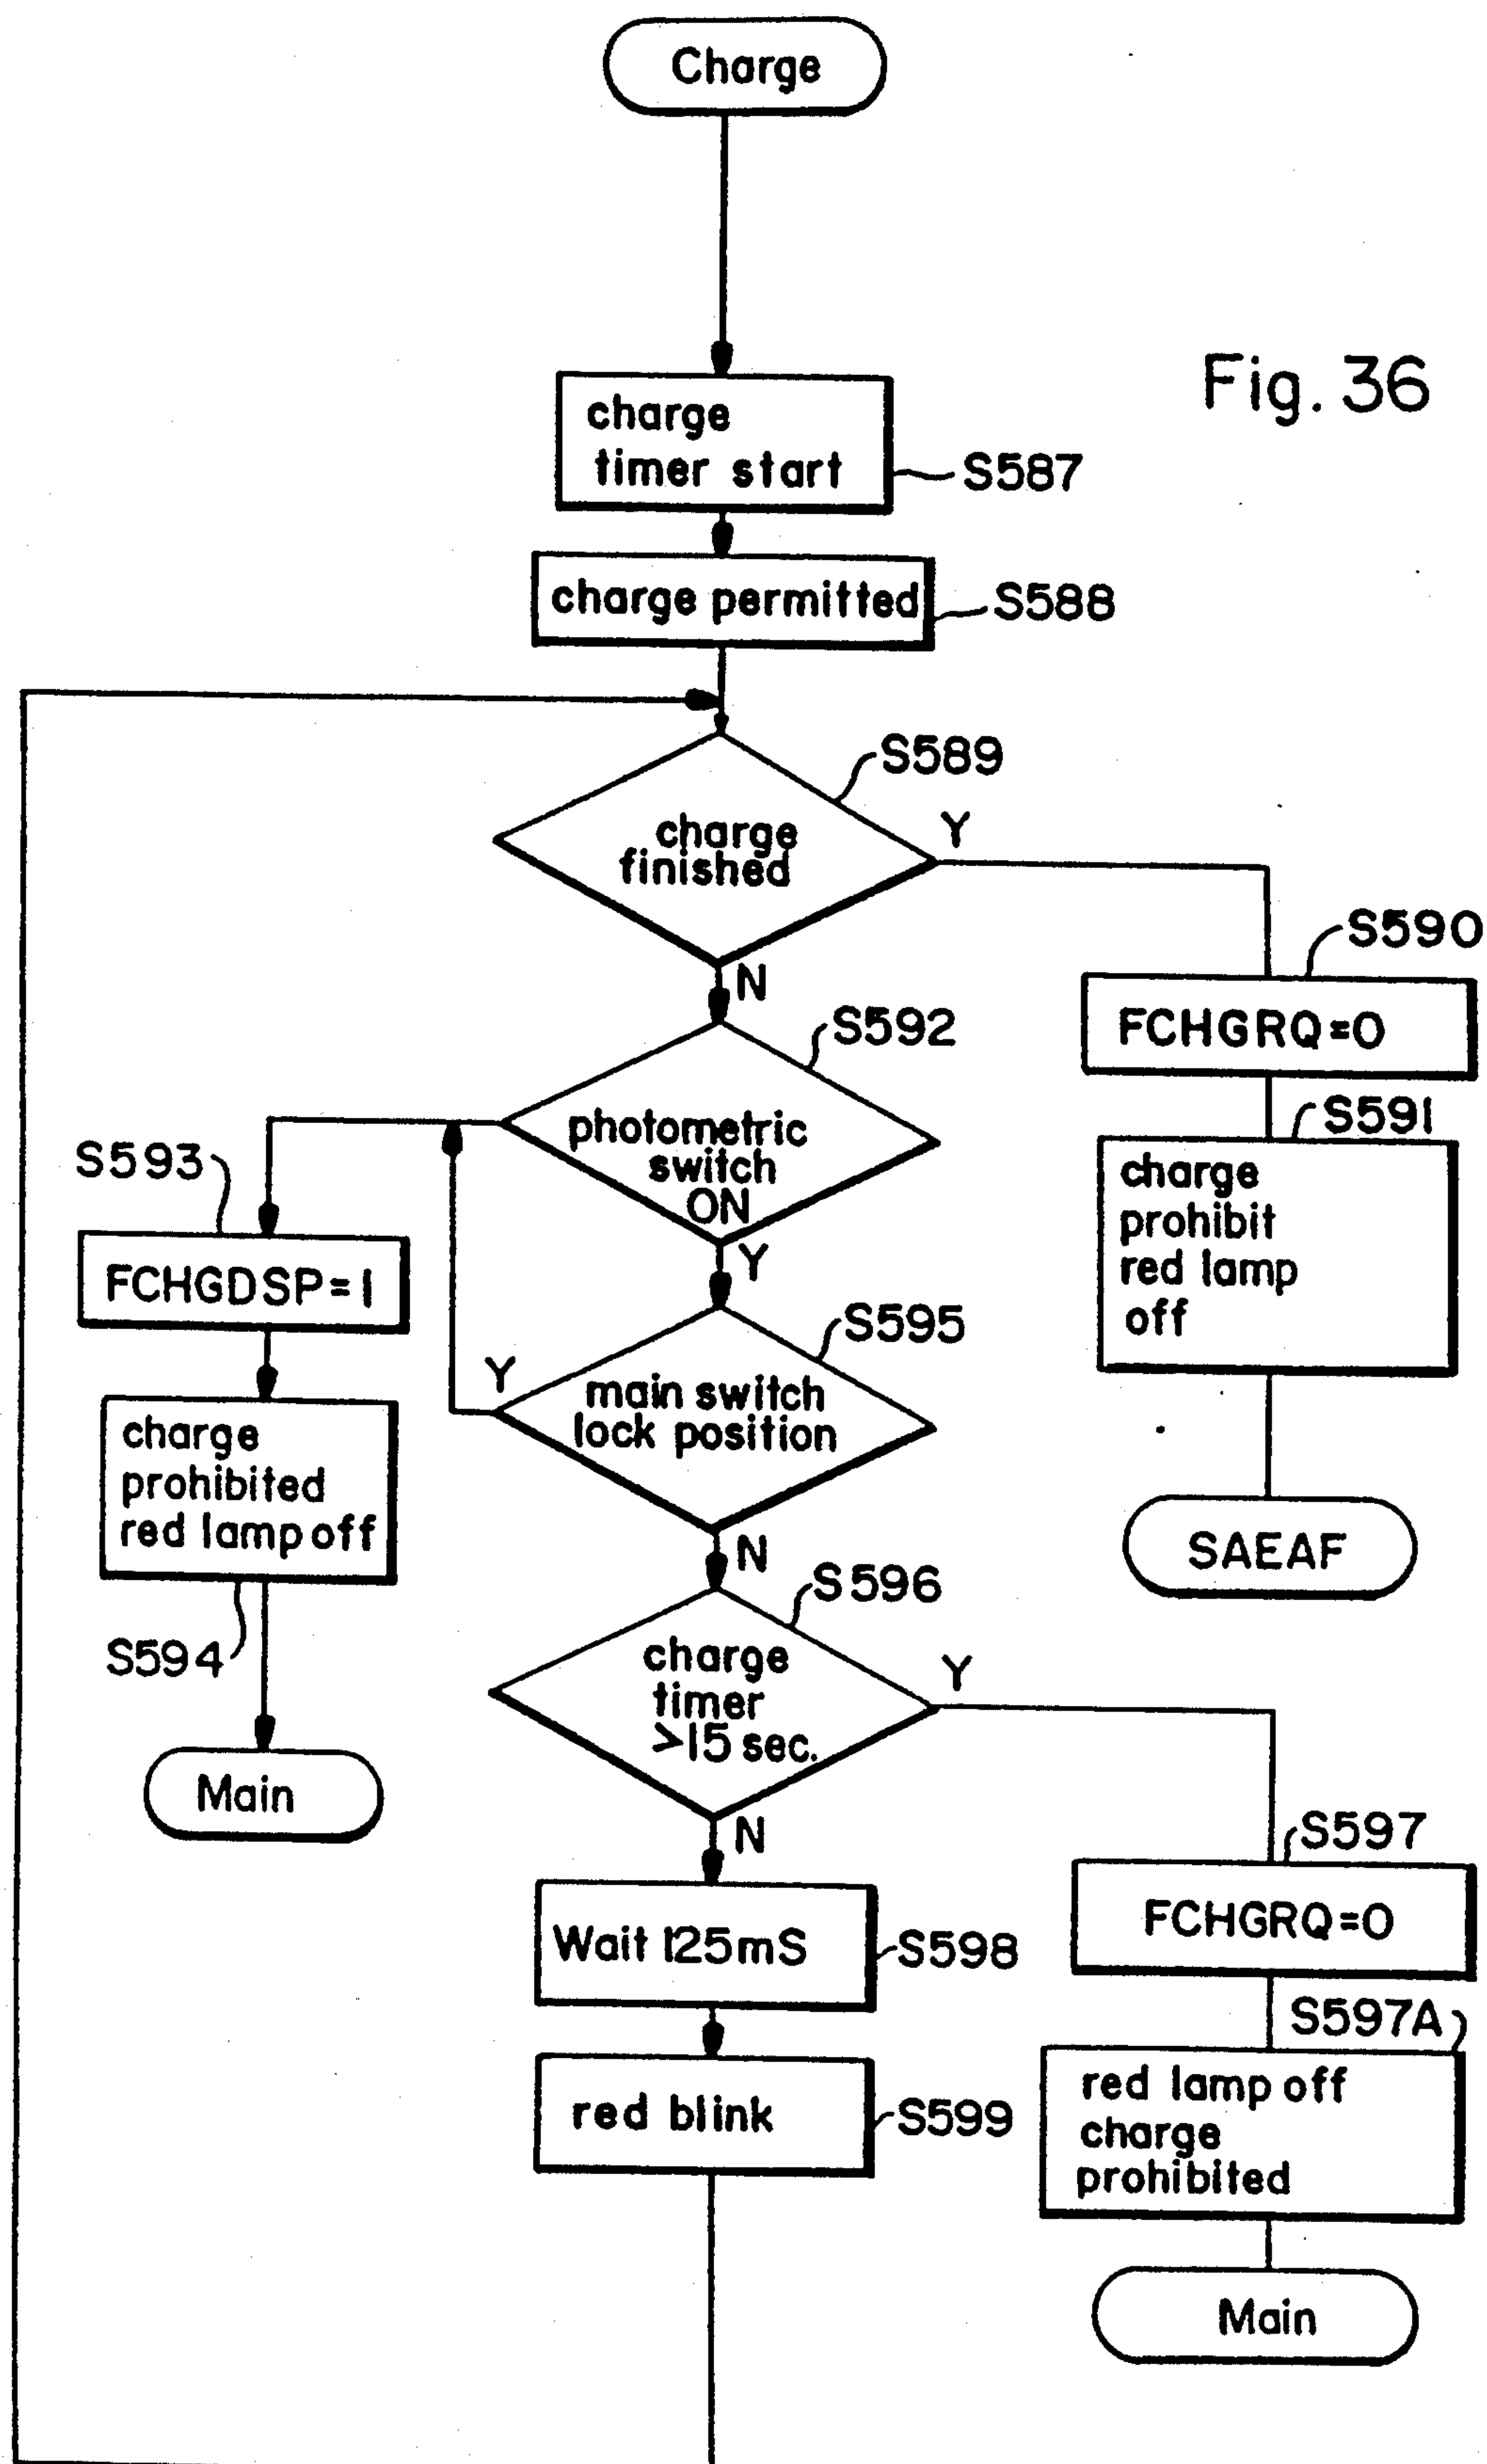 Charge
Fig. 36
charge
timer start
S587
charge permitted
S588
S589
charge
finished
Y
N
S590
FCHGRQ=0
S591
charge
prohibit
red lamp
off
SAEAF
S592
photometric
switch
ON
Y
S593
FCHGDSP=1
charge
prohibited
red lamp off
S594
Main
S595
main switch
lock position
Y
N
S596
charge
timer
>15 sec.
Y
N
S597
FCHGRQ=0
S597A
red lamp off
charge
prohibited
Main
Wait 125mS
S598
red blink
S599